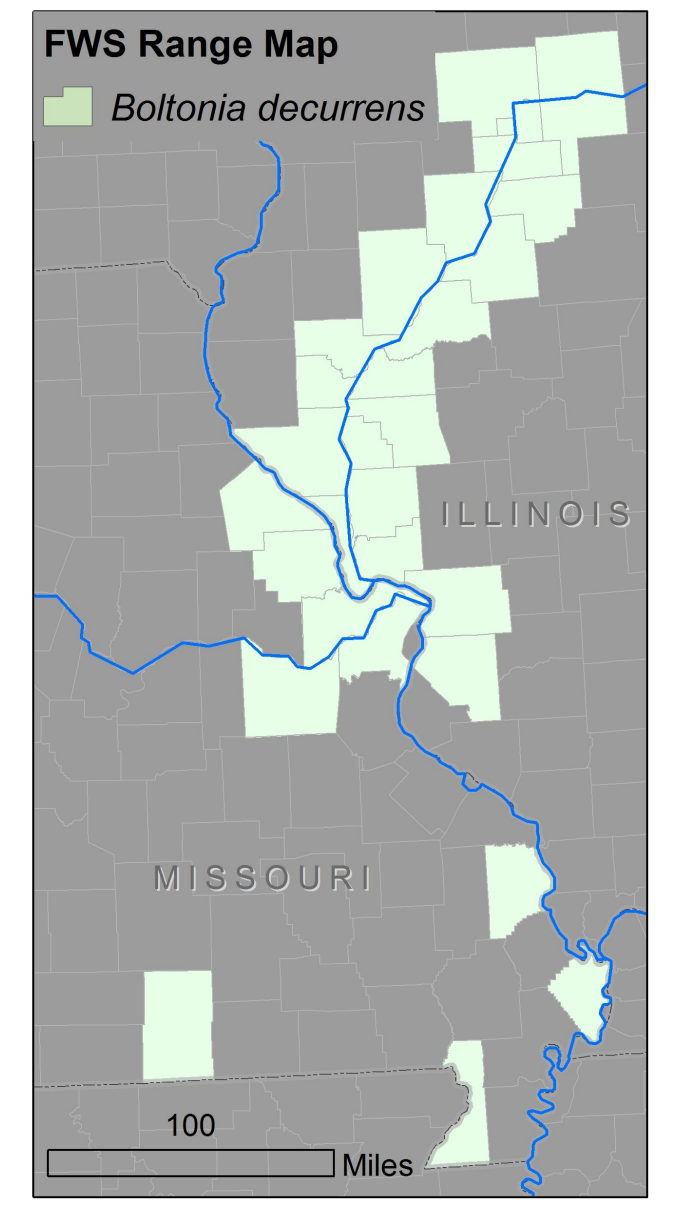 FWS Range Map
Boltonia decurrens
ILLINOIS
MISSOURI
100
Miles